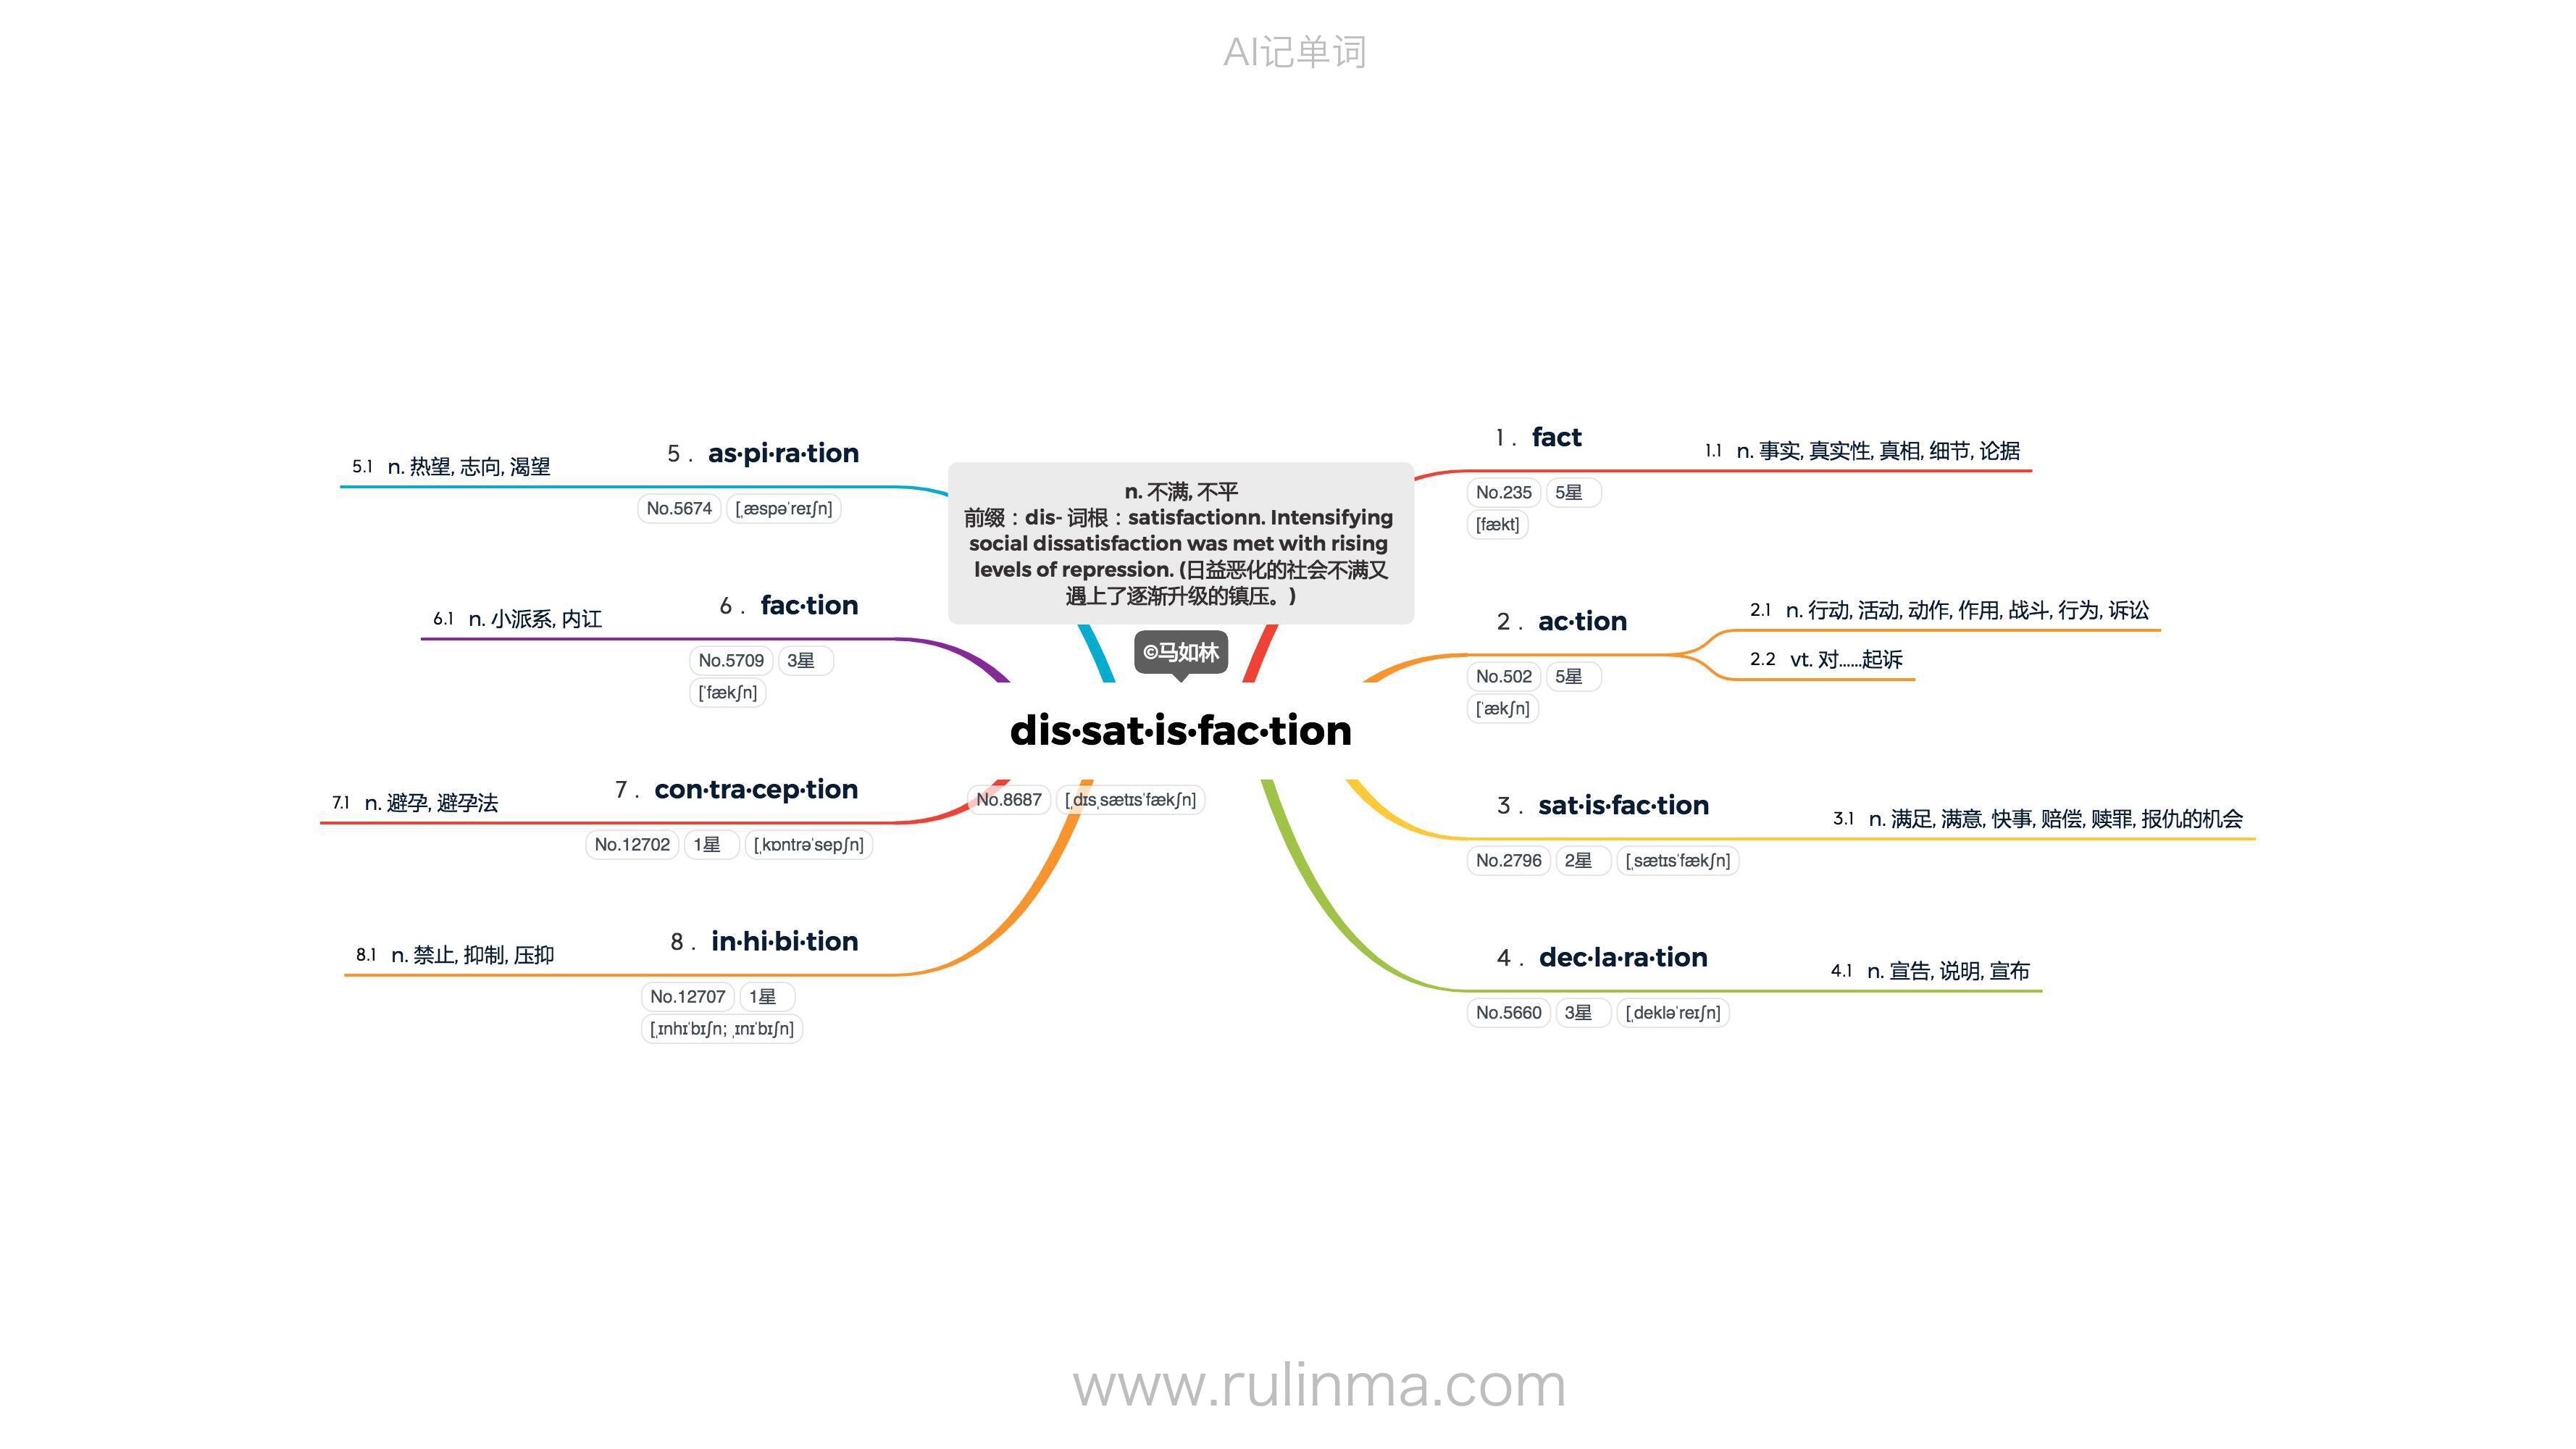 AI记单词
n. 不满, 不平
前缀：dis- 词根：satisfactionn. Intensifying
social dissatisfaction was met with rising
levels of repression. (日益恶化的社会不满又
遇上了逐渐升级的镇压。)
©马如林
dis·sat·is·fac·tion
No.8687 [ˌdɪsˌsætɪsˈfækʃn]
1 . fact
No.235 5星
[fækt]
1.1 n. 事实, 真实性, 真相, 细节, 论据
2 . ac·tion
No.502 5星
[ˈækʃn]
2.1 n. 行动, 活动, 动作, 作用, 战斗, 行为, 诉讼
2.2 vt. 对......起诉
3 . sat·is·fac·tion
No.2796 2星 [ˌsætɪsˈfækʃn]
3.1 n. 满足, 满意, 快事, 赔偿, 赎罪, 报仇的机会
4 . dec·la·ra·tion
No.5660 3星 [ˌdekləˈreɪʃn]
4.1 n. 宣告, 说明, 宣布
5 . as·pi·ra·tion
No.5674 [ˌæspəˈreɪʃn]
5.1 n. 热望, 志向, 渴望
6 . fac·tion
No.5709 3星
[ˈfækʃn]
6.1 n. 小派系, 内讧
7 . con·tra·cep·tion
No.12702 1星 [ˌkɒntrəˈsepʃn]
7.1 n. 避孕, 避孕法
8 . in·hi·bi·tion
No.12707 1星
[ˌɪnhɪˈbɪʃn; ˌɪnɪˈbɪʃn]
8.1 n. 禁止, 抑制, 压抑
www.rulinma.com